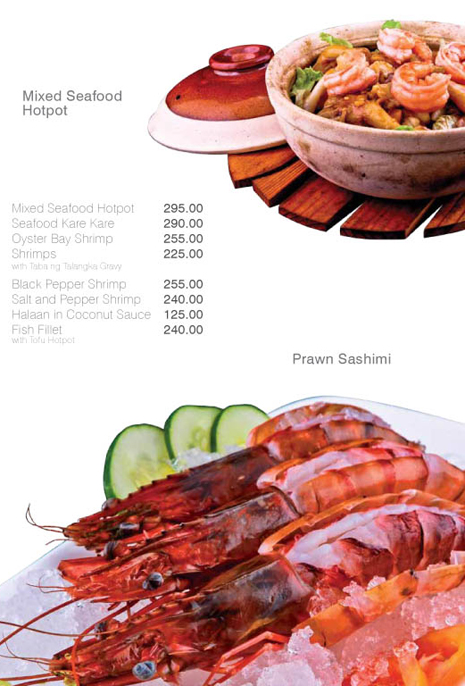 Mixed Seafood
Hotpot
Mixed Seafood Hotpot 295.00
Seafood Kare Kare 290.00
Oyster Bay Shrimp 255.00
Shrimps 225.00
with Taba ng Talangka Gravy
Black Pepper Shrimp 255.00
Salt and Pepper Shrimp 240.00
Halaan in Coconut Sauce 125.00
Fish Fillet 240.00
with Tofu Hotpot
Prawn Sashimi